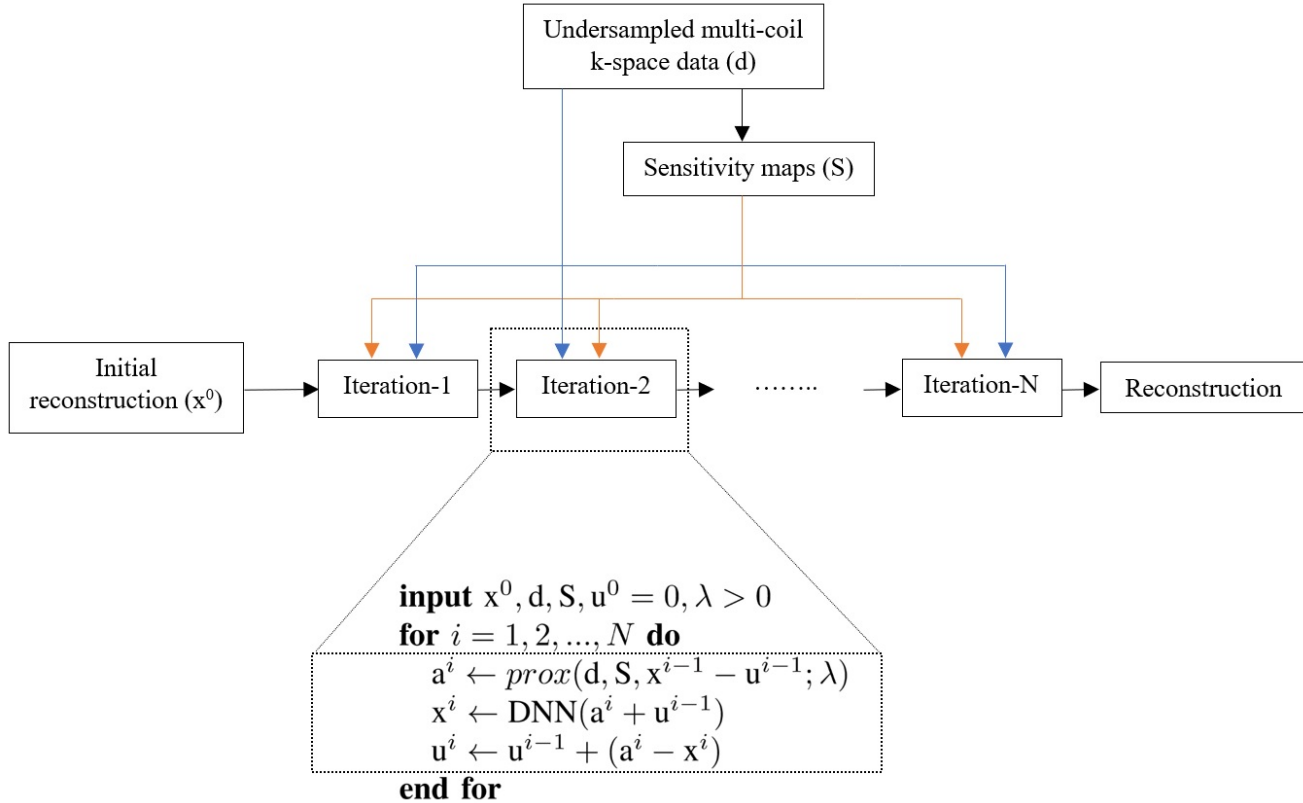 Undersampled multi-coil
k-space data (d)
Sensitivity maps (S)
Initial
reconstruction (x⁰)
Iteration-1
Iteration-2
........
Iteration-N
Reconstruction
input x⁰, d, S, u⁰ = 0, λ > 0
for i = 1, 2, ..., N do
aⁱ ← prox(d, S, xⁱ⁻¹ − uⁱ⁻¹; λ)
xⁱ ← DNN(aⁱ + uⁱ⁻¹)
uⁱ ← uⁱ⁻¹ + (aⁱ − xⁱ)
end for